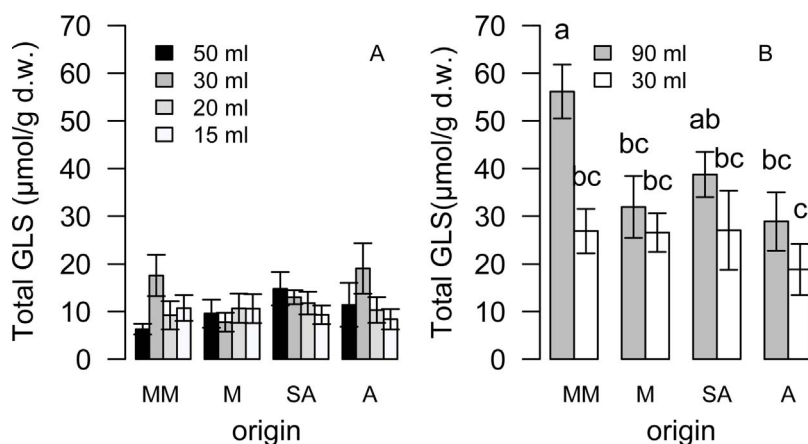 Total GLS (µmol/g d.w.)
70
60
50
40
30
20
10
0
50 ml
30 ml
20 ml
15 ml
A
MM M SA A
origin
Total GLS(µmol/g d.w.)
70
60
50
40
30
20
10
0
90 ml
30 ml
B
a
bc
bc
bc
ab
bc
bc
c
MM M SA A
origin